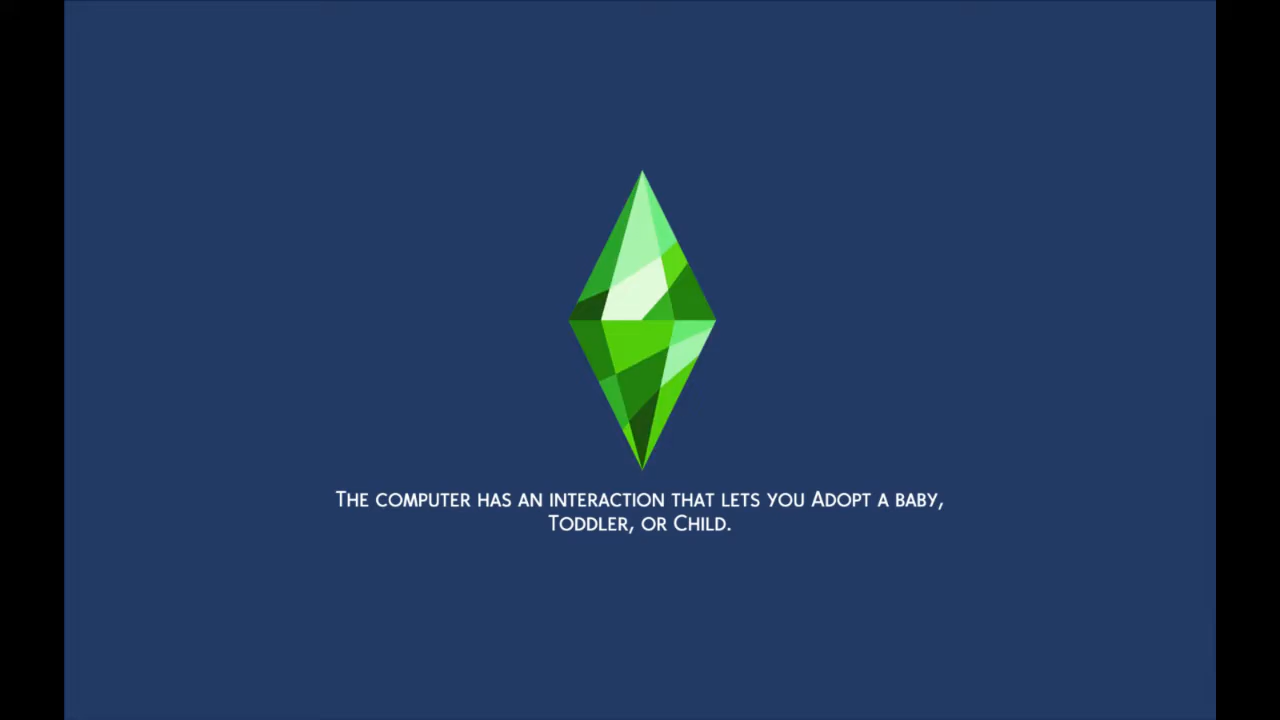 The computer has an interaction that lets you Adopt a baby,
Toddler, or Child.